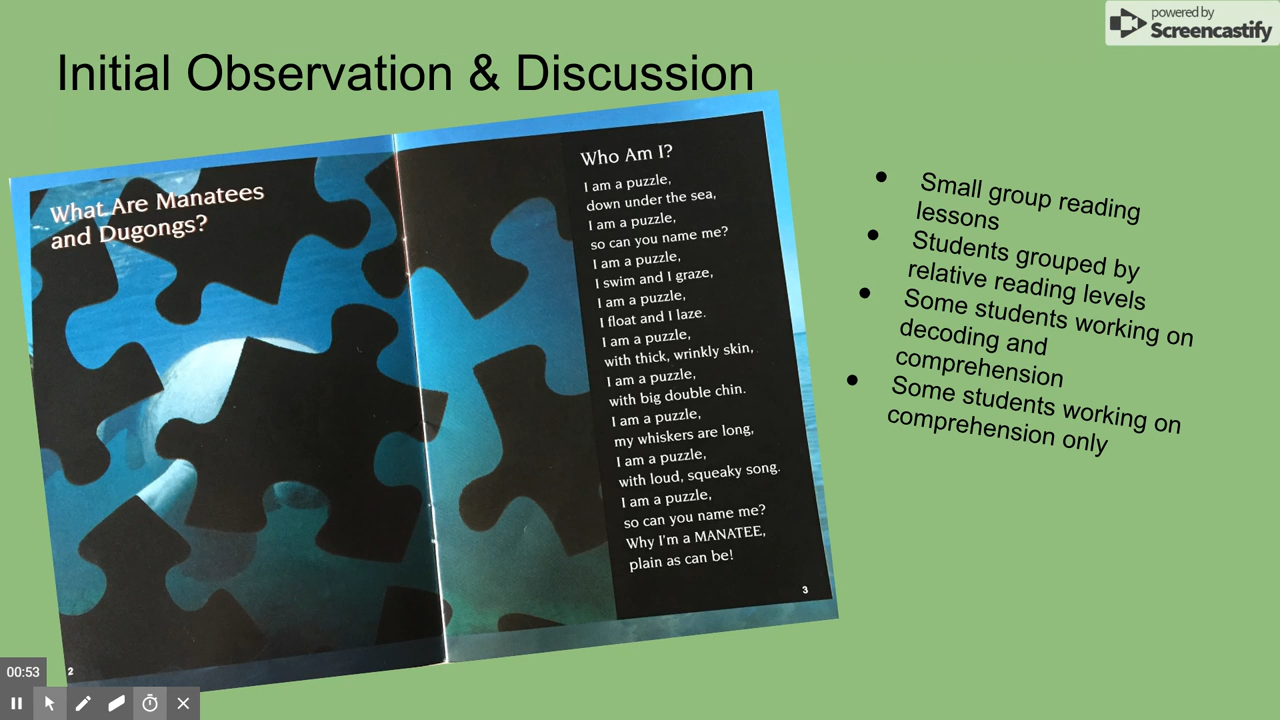 powered by
Screencastify
Initial Observation & Discussion
What Are Manatees
and Dugongs?
Who Am I?
I am a puzzle,
down under the sea,
I am a puzzle,
so can you name me?
I am a puzzle,
I swim and I graze,
I am a puzzle,
I float and I laze.
I am a puzzle,
with thick, wrinkly skin,
I am a puzzle,
with big double chin.
I am a puzzle,
my whiskers are long,
I am a puzzle,
with loud, squeaky song.
I am a puzzle,
so can you name me?
Why I'm a MANATEE,
plain as can be!
3
2
● Small group reading
lessons
● Students grouped by
relative reading levels
● Some students working on
decoding and
comprehension
● Some students working on
comprehension only
00:53